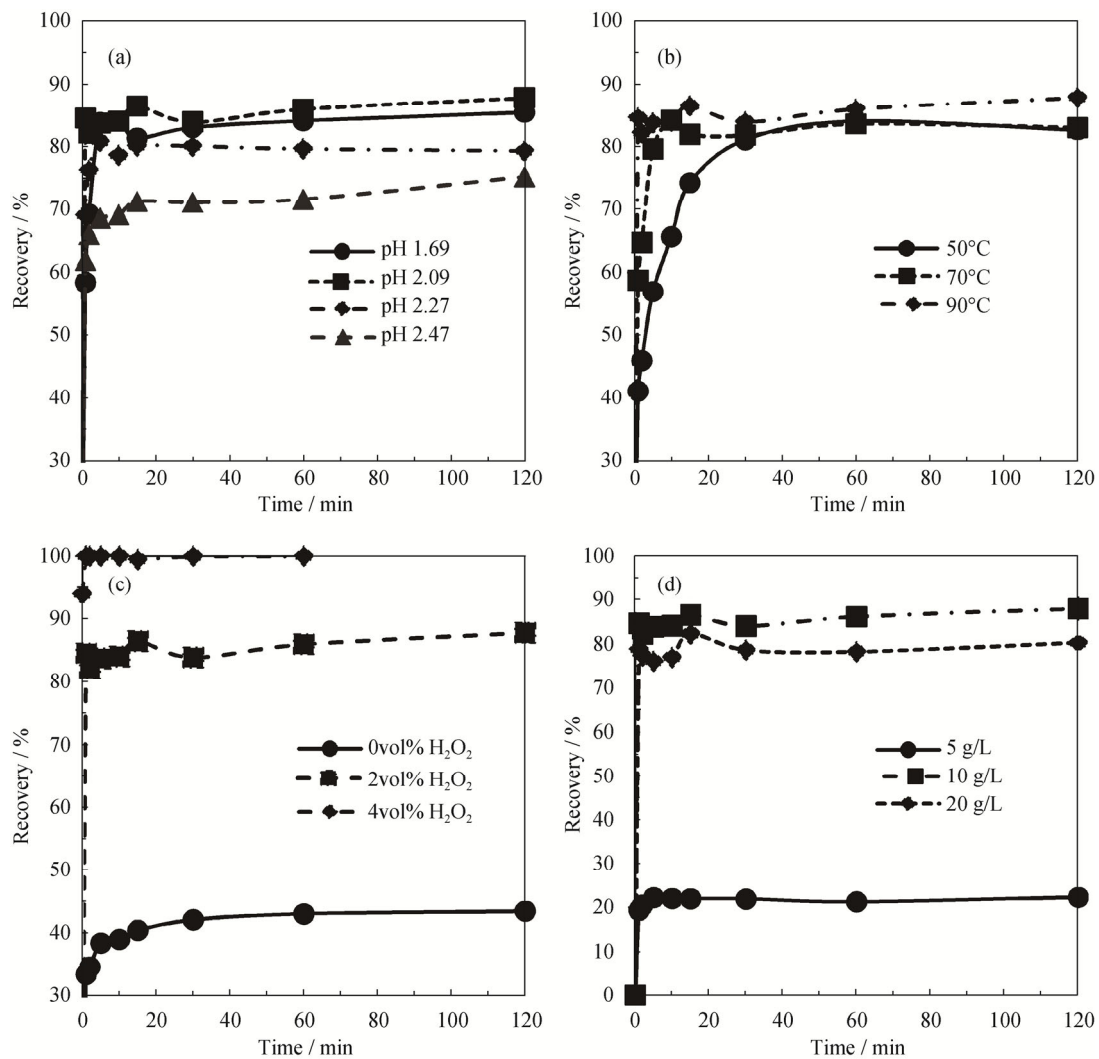 (a)
100
90
80
70
60
50
40
30
Recovery / %
pH 1.69
pH 2.09
pH 2.27
pH 2.47
0 20 40 60 80 100 120
Time / min
(b)
100
90
80
70
60
50
40
30
Recovery / %
50°C
70°C
90°C
0 20 40 60 80 100 120
Time / min
(c)
100
90
80
70
60
50
40
30
Recovery / %
0vol% H₂O₂
2vol% H₂O₂
4vol% H₂O₂
0 20 40 60 80 100 120
Time / min
(d)
100
90
80
70
60
50
40
30
20
10
0
Recovery / %
5 g/L
10 g/L
20 g/L
0 20 40 60 80 100 120
Time / min